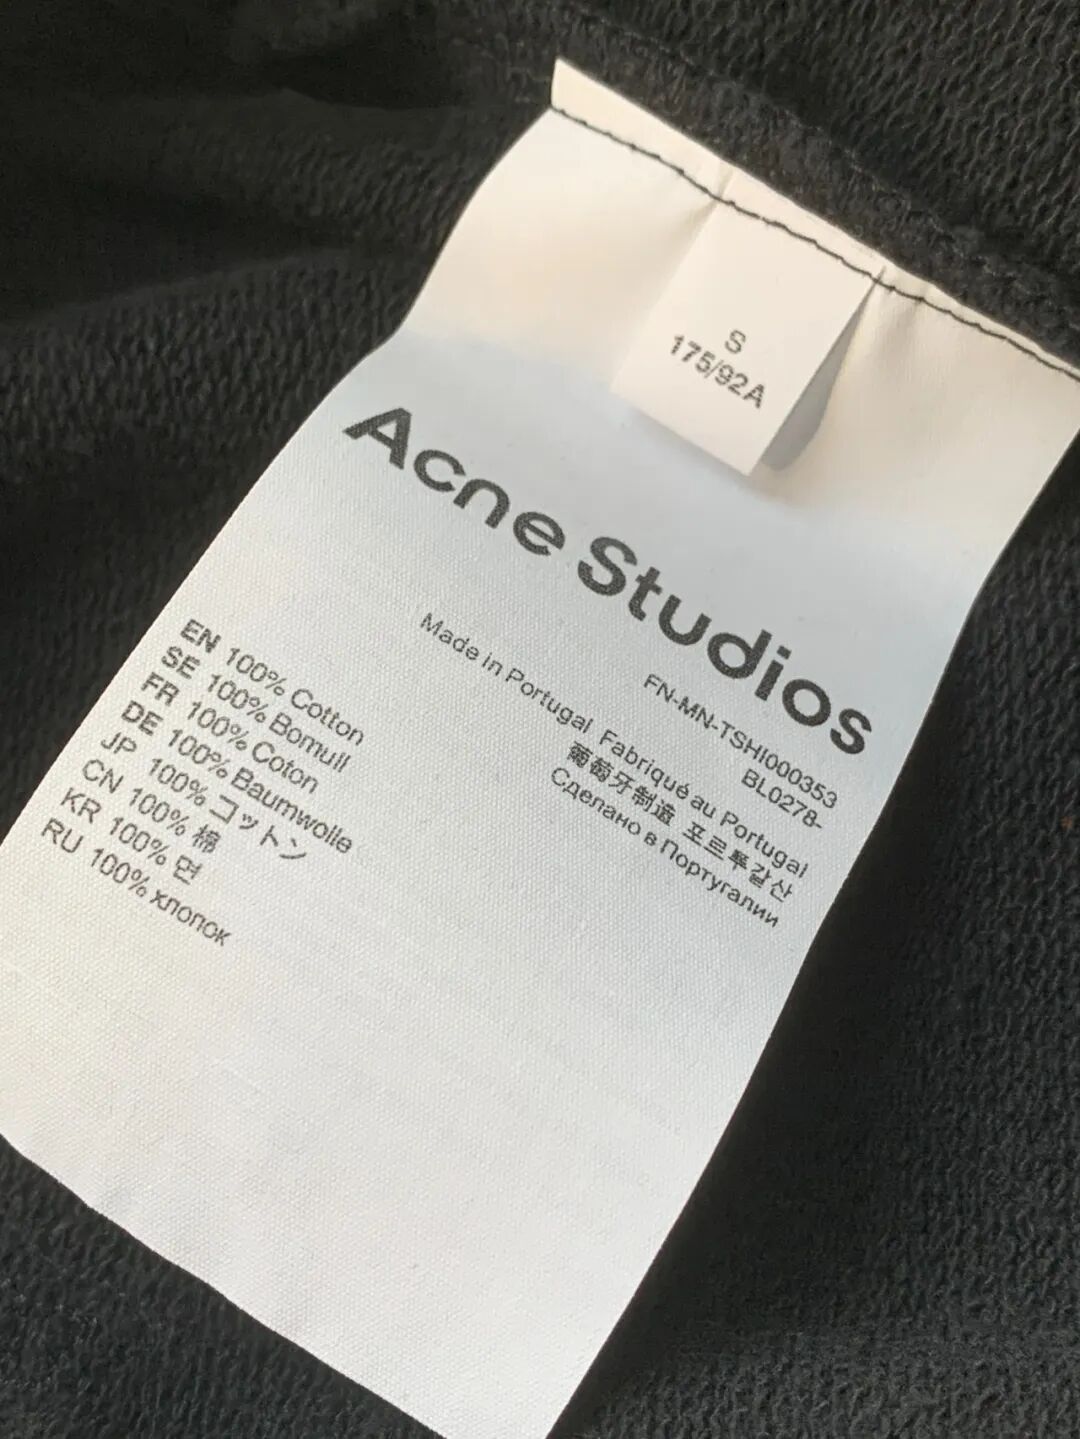 S
175/92A
Acne Studios
FN-MN-TSHI000353
BL0278-
Made in Portugal Fabriqué au Portugal
葡萄牙制造 포르투갈산
Сделано в Португалии
EN 100% Cotton
SE 100% Bomull
FR 100% Coton
DE 100% Baumwolle
JP 100% コットン
CN 100% 棉
KR 100% 면
RU 100% хлопок